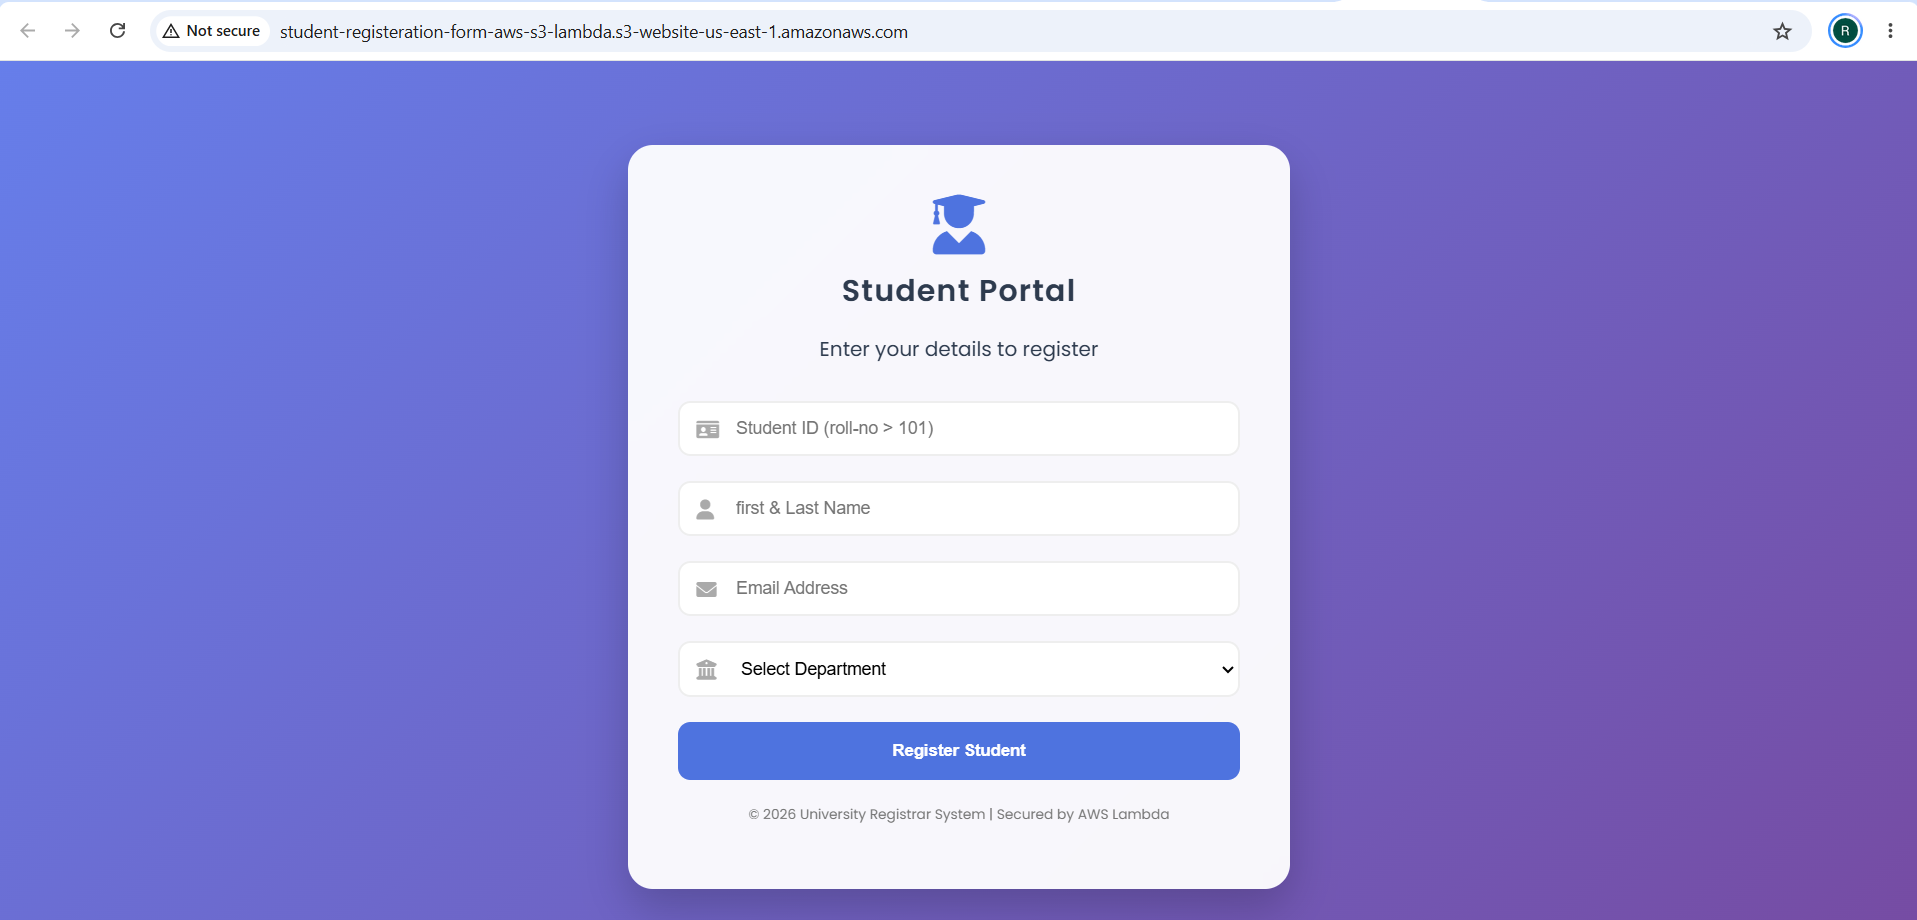 Not secure student-registeration-form-aws-s3-lambda.s3-website-us-east-1.amazonaws.com
R
Student Portal
Enter your details to register
Student ID (roll-no > 101)
first & Last Name
Email Address
Select Department
Register Student
© 2026 University Registrar System | Secured by AWS Lambda